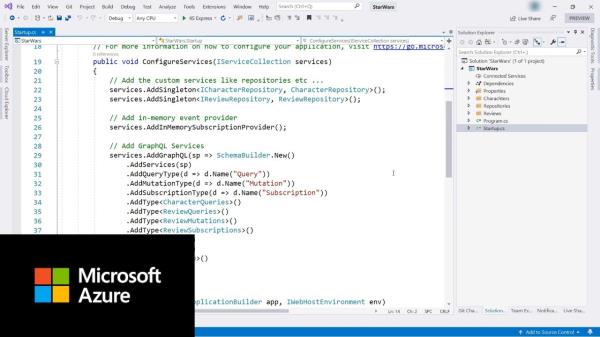 File Edit View Git Project Build Debug Test Analyze Tools Extensions Window Help Search (Ctrl+Q) StarWars
Debug Any CPU IIS Express Live Share PREVIEW
Startup.cs
StarWars StarWars.Startup ConfigureServices(IServiceCollection services)
18 // For more information on how to configure your application, visit https://go.micros
19 public void ConfigureServices(IServiceCollection services)
20 {
21 // Add the custom services like repositories etc ...
22 services.AddSingleton<ICharacterRepository, CharacterRepository>();
23 services.AddSingleton<IReviewRepository, ReviewRepository>();
24
25 // Add in-memory event provider
26 services.AddInMemorySubscriptionProvider();
27
28 // Add GraphQL Services
29 services.AddGraphQL(sp => SchemaBuilder.New()
30 .AddServices(sp)
31 .AddQueryType(d => d.Name("Query"))
32 .AddMutationType(d => d.Name("Mutation"))
33 .AddSubscriptionType(d => d.Name("Subscription"))
34 .AddType<CharacterQueries>()
35 .AddType<ReviewQueries>()
36 .AddType<ReviewMutations>()
37 .AddType<ReviewSubscriptions>()
>()
pplicationBuilder app, IWebHostEnvironment env)
Ln: 14 Ch: 2 SPC CRLF
Server Explorer
Toolbox
Cloud Explorer
Solution Explorer
Search Solution Explorer (Ctrl+;)
Solution 'StarWars' (1 of 1 project)
StarWars
Connected Services
Dependencies
Properties
Characters
Repositories
Reviews
Program.cs
Startup.cs
Git Cha... Solution... Team Ex... Notifica... Live Sha...
Diagnostic Tools
Properties
Add to Source Control
Microsoft
Azure